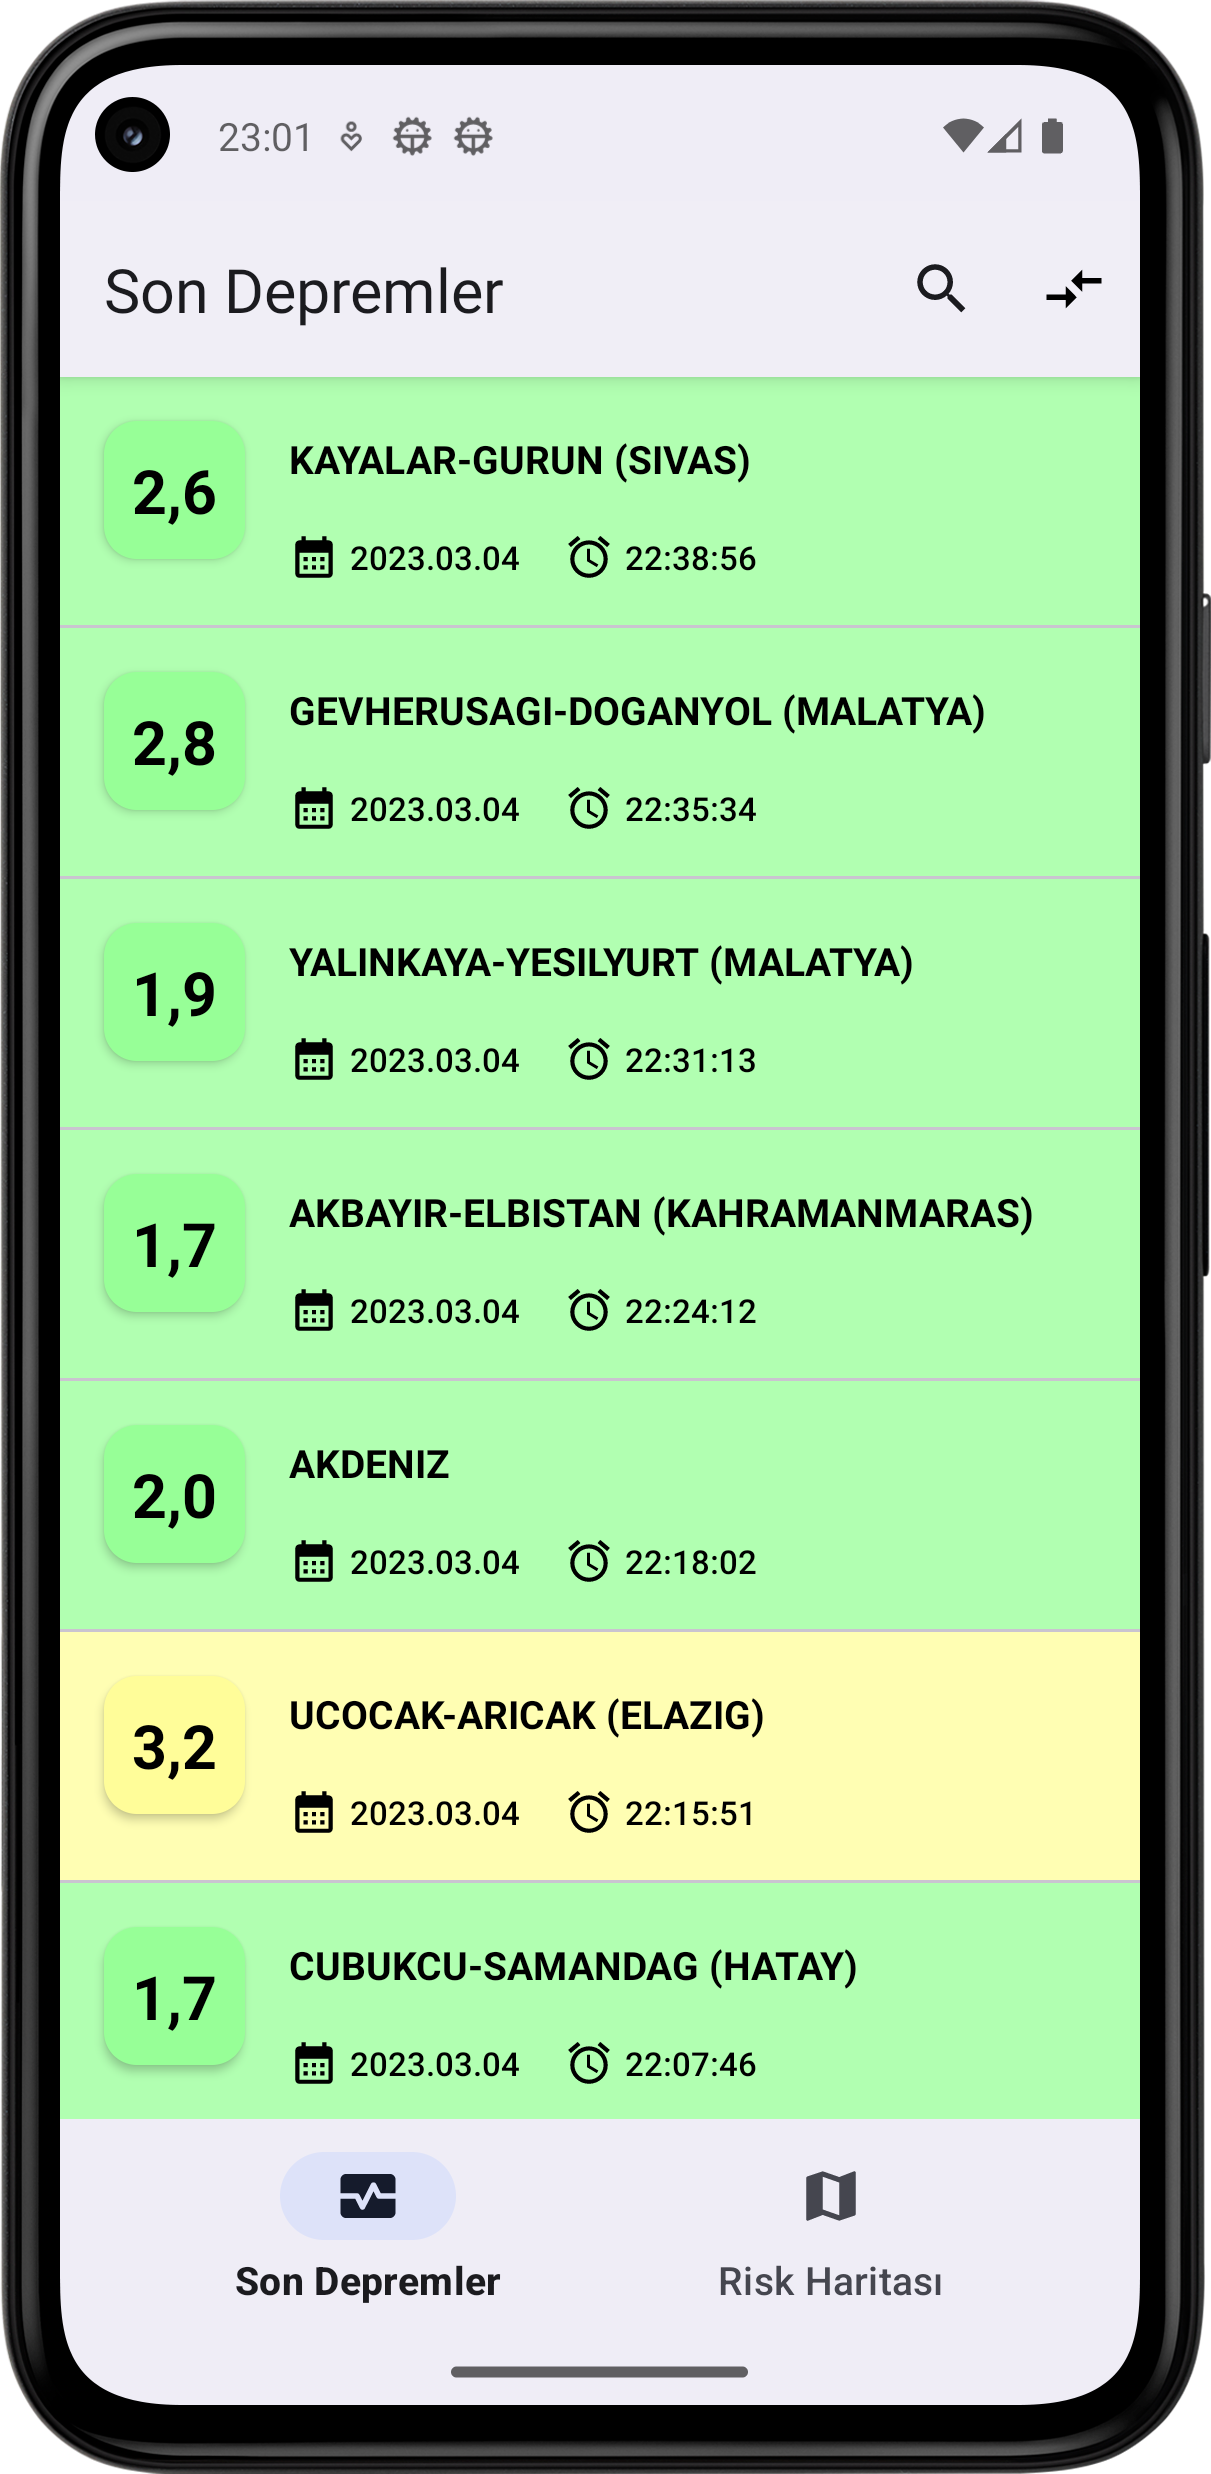 23:01
Son Depremler
2,6
KAYALAR-GURUN (SIVAS)
2023.03.04 22:38:56
2,8
GEVHERUSAGI-DOGANYOL (MALATYA)
2023.03.04 22:35:34
1,9
YALINKAYA-YESILYURT (MALATYA)
2023.03.04 22:31:13
1,7
AKBAYIR-ELBISTAN (KAHRAMANMARAS)
2023.03.04 22:24:12
2,0
AKDENIZ
2023.03.04 22:18:02
3,2
UCOCAK-ARICAK (ELAZIG)
2023.03.04 22:15:51
1,7
CUBUKCU-SAMANDAG (HATAY)
2023.03.04 22:07:46
Son Depremler
Risk Haritası